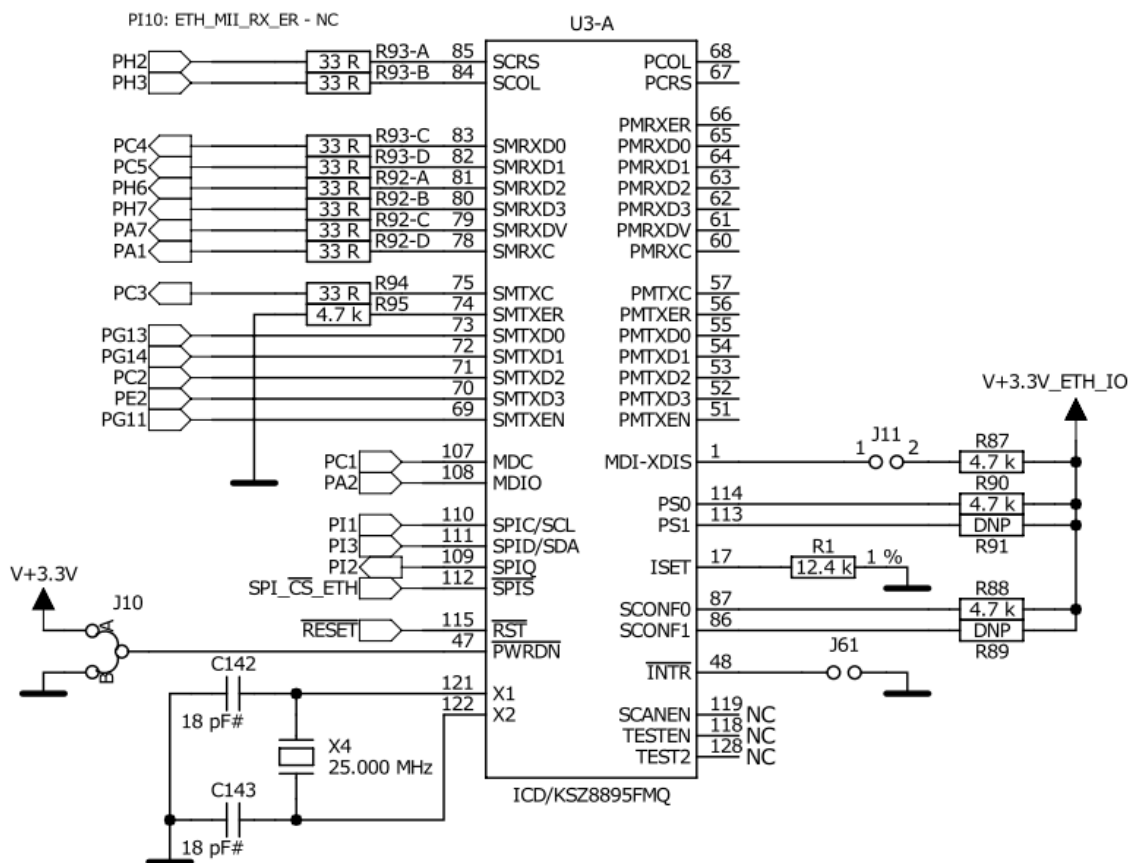 PI10: ETH_MII_RX_ER - NC
U3-A
PH2 33 R R93-A 85 SCRS
PH3 33 R R93-B 84 SCOL
PC4 33 R R93-C 83 SMRXD0
PC5 33 R R93-D 82 SMRXD1
PH6 33 R R92-A 81 SMRXD2
PH7 33 R R92-B 80 SMRXD3
PA7 33 R R92-C 79 SMRXDV
PA1 33 R R92-D 78 SMRXC
PC3 33 R R94 75 SMTXC
4.7 k R95 74 SMTXER
PG13 73 SMTXD0
PG14 72 SMTXD1
PC2 71 SMTXD2
PE2 70 SMTXD3
PG11 69 SMTXEN
PC1 107 MDC
PA2 108 MDIO
PI1 110 SPIC/SCL
PI3 111 SPID/SDA
PI2 109 SPIQ
SPI_CS_ETH 112 SPIS
RESET 115 RST
47 PWRDN
V+3.3V
J10
A
B
121 X1
122 X2
C142
18 pF#
X4
25.000 MHz
C143
18 pF#
PCOL 68
PCRS 67
PMRXER 66
PMRXD0 65
PMRXD1 64
PMRXD2 63
PMRXD3 62
PMRXDV 61
PMRXC 60
PMTXC 57
PMTXER 56
PMTXD0 55
PMTXD1 54
PMTXD2 53
PMTXD3 52
PMTXEN 51
V+3.3V_ETH_IO
MDI-XDIS 1 1 J11 2 R87 4.7 k
PS0 114 R90 4.7 k
PS1 113 DNP R91
ISET 17 R1 12.4 k 1 %
SCONF0 87 R88 4.7 k
SCONF1 86 DNP R89
INTR 48 J61
SCANEN 119 NC
TESTEN 118 NC
TEST2 128 NC
ICD/KSZ8895FMQ